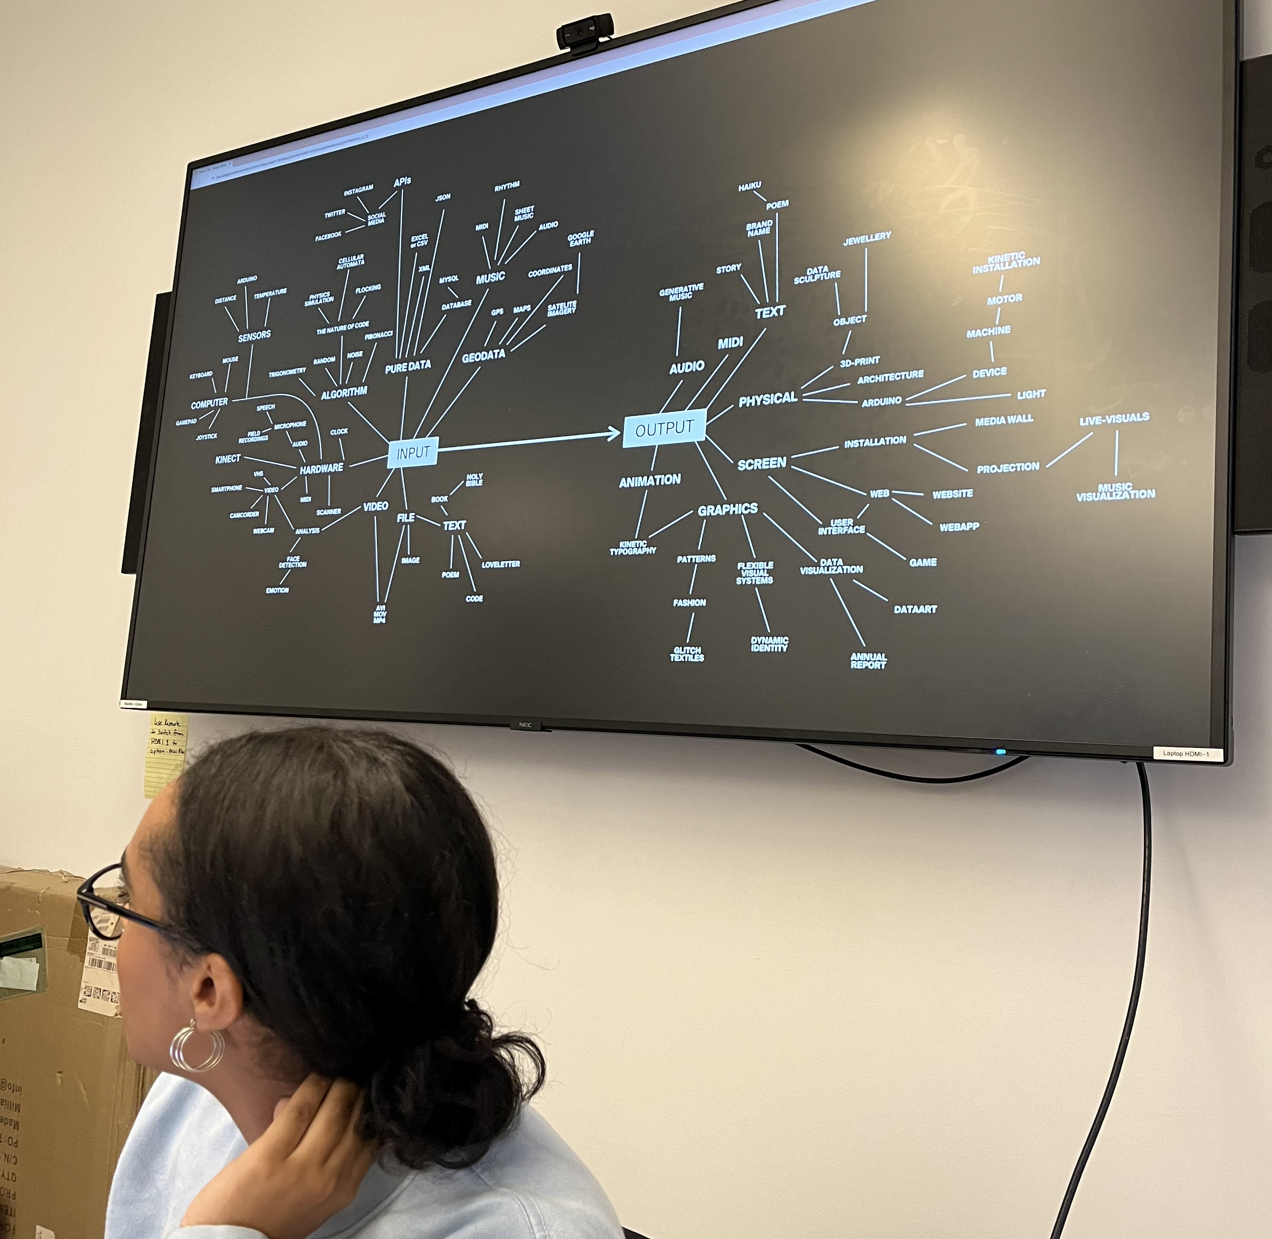 APIs
INSTAGRAM
TWITTER
SOCIAL
MEDIA
FACEBOOK
JSON
EXCEL
or CSV
XML
MYSQL
DATABASE
PURE DATA
RHYTHM
SHEET
MUSIC
MIDI
AUDIO
MUSIC
GOOGLE
EARTH
COORDINATES
GPS
MAPS
SATELITE
IMAGERY
GEODATA
CELLULAR
AUTOMATA
PHYSICS
SIMULATION
FLOCKING
THE NATURE OF CODE
FIBONACCI
RANDOM
NOISE
TRIGONOMETRY
ALGORITHM
ARDUINO
DISTANCE
TEMPERATURE
SENSORS
MOUSE
KEYBOARD
COMPUTER
GAMEPAD
JOYSTICK
SPEECH
MICROPHONE
FIELD
RECORDINGS
AUDIO
CLOCK
KINECT
HARDWARE
VHS
SMARTPHONE
VIDEO
MIDI
CAMCORDER
WEBCAM
SCANNER
ANALYSIS
FACE
DETECTION
EMOTION
INPUT
VIDEO
FILE
IMAGE
AVI
MOV
MP4
HOLY
BIBLE
BOOK
TEXT
POEM
CODE
LOVELETTER
OUTPUT
HAIKU
POEM
BRAND
NAME
STORY
TEXT
GENERATIVE
MUSIC
MIDI
AUDIO
DATA
SCULPTURE
JEWELLERY
OBJECT
3D-PRINT
ARCHITECTURE
PHYSICAL
ARDUINO
KINETIC
INSTALLATION
MOTOR
MACHINE
DEVICE
LIGHT
MEDIA WALL
INSTALLATION
PROJECTION
LIVE-VISUALS
MUSIC
VISUALIZATION
SCREEN
WEB
WEBSITE
WEBAPP
USER
INTERFACE
GAME
ANIMATION
GRAPHICS
KINETIC
TYPOGRAPHY
PATTERNS
FASHION
GLITCH
TEXTILES
FLEXIBLE
VISUAL
SYSTEMS
DYNAMIC
IDENTITY
DATA
VISUALIZATION
DATAART
ANNUAL
REPORT
NEC
Laptop HDMI-1
Use Remote
to switch from
HDMI 1 to